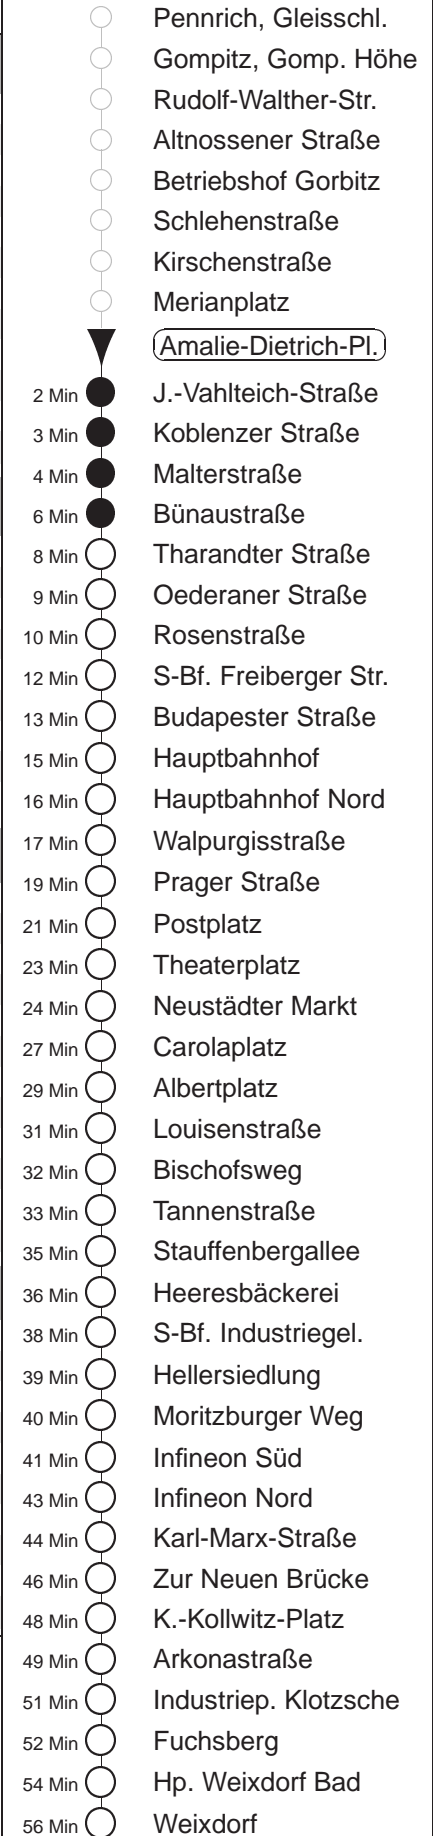 Pennrich, Gleisschl.
Gompitz, Gomp. Höhe
Rudolf-Walther-Str.
Altnossener Straße
Betriebshof Gorbitz
Schlehenstraße
Kirschenstraße
Merianplatz
Amalie-Dietrich-Pl.
2 Min J.-Vahlteich-Straße
3 Min Koblenzer Straße
4 Min Malterstraße
6 Min Bünaustraße
8 Min Tharandter Straße
9 Min Oederaner Straße
10 Min Rosenstraße
12 Min S-Bf. Freiberger Str.
13 Min Budapester Straße
15 Min Hauptbahnhof
16 Min Hauptbahnhof Nord
17 Min Walpurgisstraße
19 Min Prager Straße
21 Min Postplatz
23 Min Theaterplatz
24 Min Neustädter Markt
27 Min Carolaplatz
29 Min Albertplatz
31 Min Louisenstraße
32 Min Bischofsweg
33 Min Tannenstraße
35 Min Stauffenbergallee
36 Min Heeresbäckerei
38 Min S-Bf. Industriegel.
39 Min Hellersiedlung
40 Min Moritzburger Weg
41 Min Infineon Süd
43 Min Infineon Nord
44 Min Karl-Marx-Straße
46 Min Zur Neuen Brücke
48 Min K.-Kollwitz-Platz
49 Min Arkonastraße
51 Min Industriep. Klotzsche
52 Min Fuchsberg
54 Min Hp. Weixdorf Bad
56 Min Weixdorf